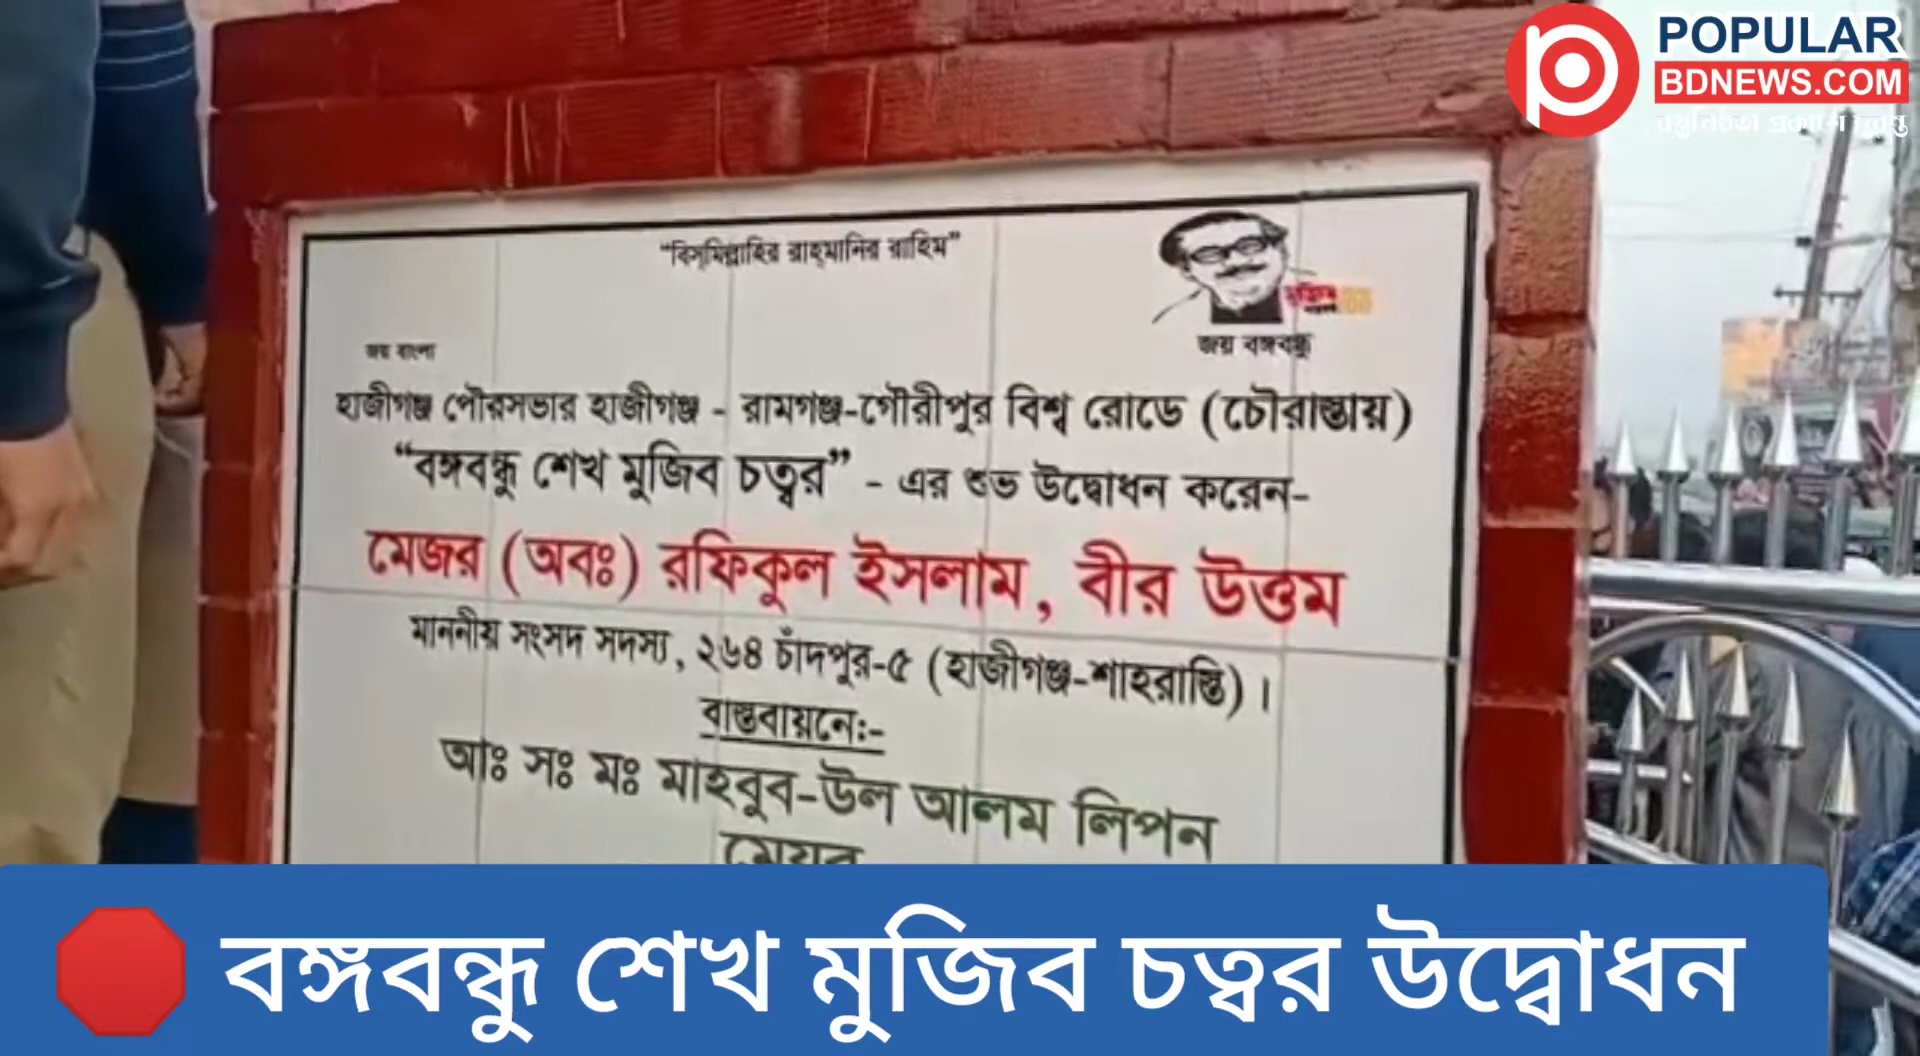 POPULAR
BDNEWS.COM
“বিস্‌মিল্লাহির রাহ্‌মানির রাহিম”
জয় বাংলা
জয় বঙ্গবন্ধু
হাজীগঞ্জ পৌরসভার হাজীগঞ্জ - রামগঞ্জ-গৌরীপুর বিশ্ব রোডে (চৌরাস্তায়)
“বঙ্গবন্ধু শেখ মুজিব চত্বর” - এর শুভ উদ্বোধন করেন-
মেজর (অবঃ) রফিকুল ইসলাম, বীর উত্তম
মাননীয় সংসদ সদস্য, ২৬৪ চাঁদপুর-৫ (হাজীগঞ্জ-শাহরাস্তি)।
বাস্তবায়নে:-
আঃ সঃ মঃ মাহবুব-উল আলম লিপন
মেয়র
বঙ্গবন্ধু শেখ মুজিব চত্বর উদ্বোধন